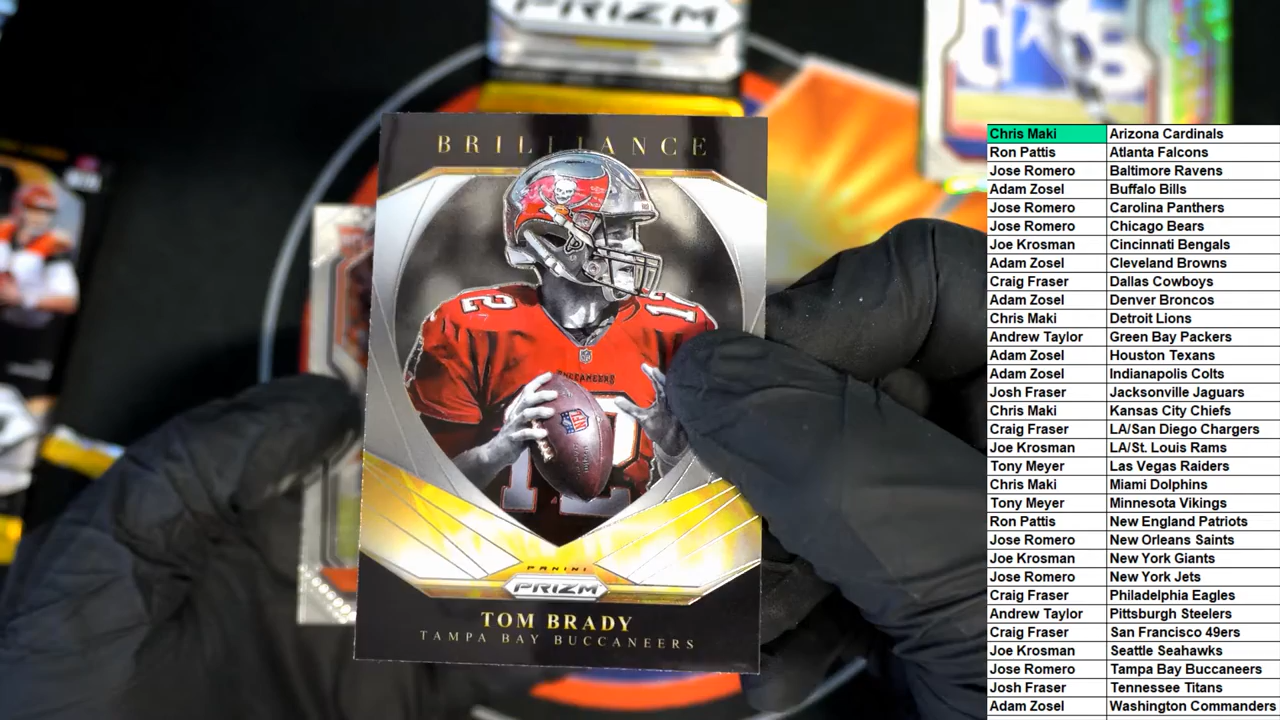 PRIZM
BRILLIANCE
2
12
BUCCANEERS
NFL
PANINI
PRIZM
TOM BRADY
TAMPA BAY BUCCANEERS
Chris Maki Arizona Cardinals
Ron Pattis Atlanta Falcons
Jose Romero Baltimore Ravens
Adam Zosel Buffalo Bills
Jose Romero Carolina Panthers
Jose Romero Chicago Bears
Joe Krosman Cincinnati Bengals
Adam Zosel Cleveland Browns
Craig Fraser Dallas Cowboys
Adam Zosel Denver Broncos
Chris Maki Detroit Lions
Andrew Taylor Green Bay Packers
Adam Zosel Houston Texans
Adam Zosel Indianapolis Colts
Josh Fraser Jacksonville Jaguars
Chris Maki Kansas City Chiefs
Craig Fraser LA/San Diego Chargers
Joe Krosman LA/St. Louis Rams
Tony Meyer Las Vegas Raiders
Chris Maki Miami Dolphins
Tony Meyer Minnesota Vikings
Ron Pattis New England Patriots
Jose Romero New Orleans Saints
Joe Krosman New York Giants
Jose Romero New York Jets
Craig Fraser Philadelphia Eagles
Andrew Taylor Pittsburgh Steelers
Craig Fraser San Francisco 49ers
Joe Krosman Seattle Seahawks
Jose Romero Tampa Bay Buccaneers
Josh Fraser Tennessee Titans
Adam Zosel Washington Commanders